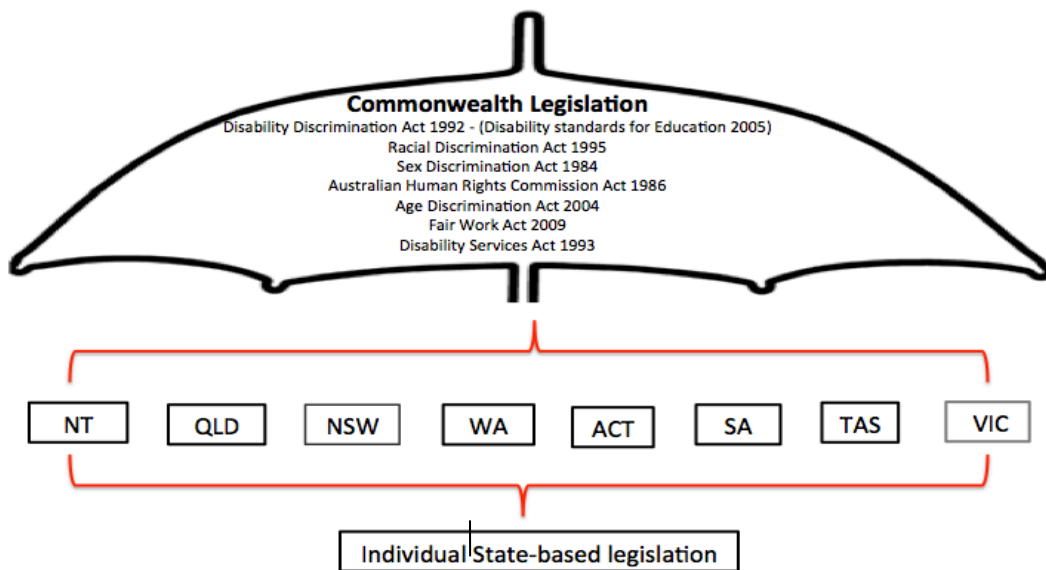 Commonwealth Legislation
Disability Discrimination Act 1992 - (Disability standards for Education 2005)
Racial Discrimination Act 1995
Sex Discrimination Act 1984
Australian Human Rights Commission Act 1986
Age Discrimination Act 2004
Fair Work Act 2009
Disability Services Act 1993
NT QLD NSW WA ACT SA TAS VIC
Individual State-based legislation